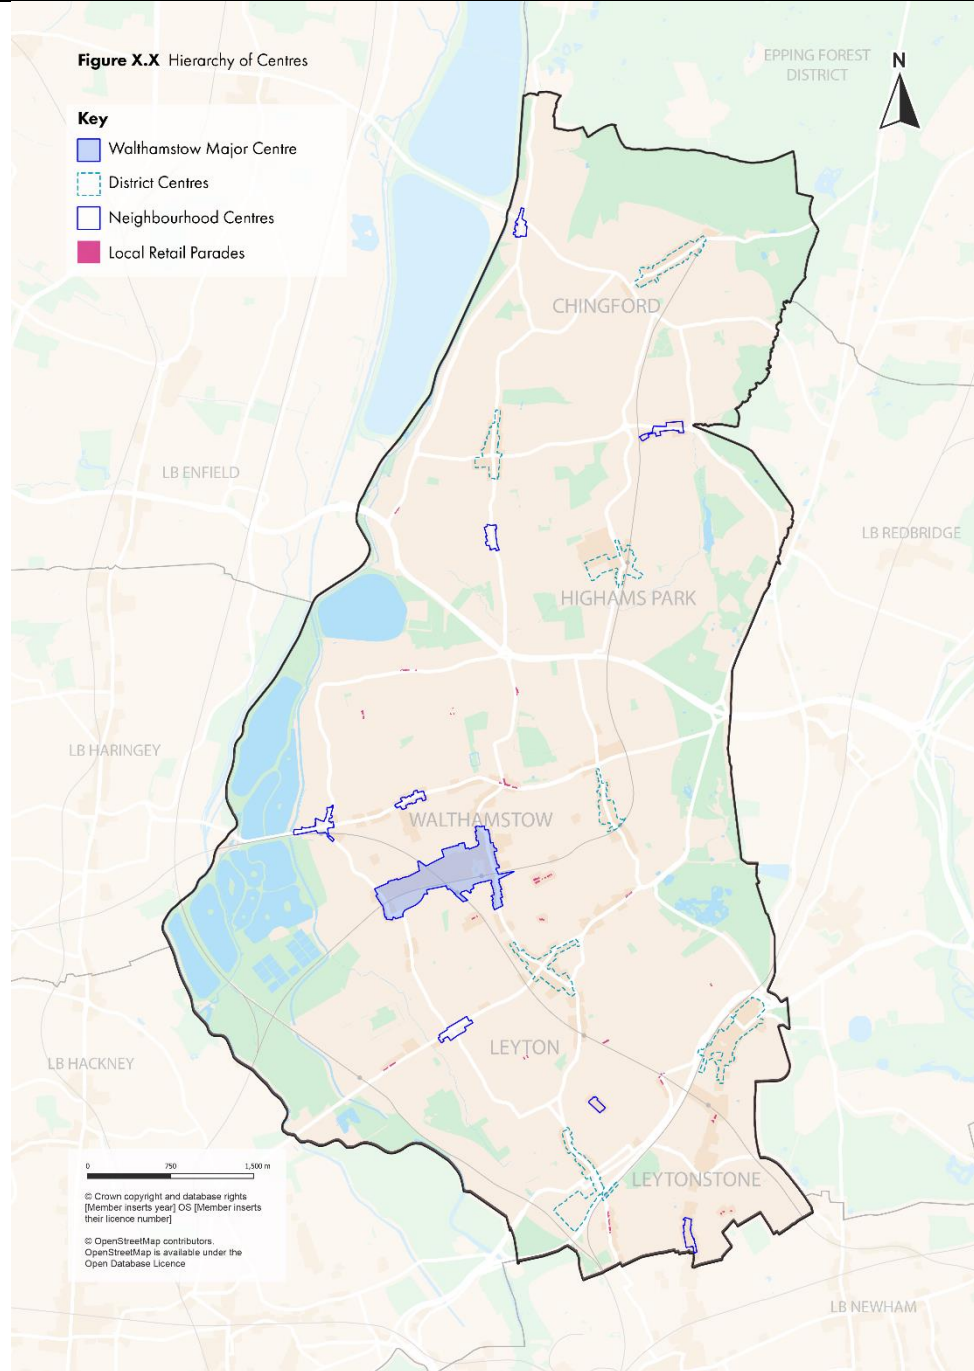 Figure X.X Hierarchy of Centres
Key
Walthamstow Major Centre
District Centres
Neighbourhood Centres
Local Retail Parades
EPPING FOREST
DISTRICT
N
CHINGFORD
LB ENFIELD
LB REDBRIDGE
HIGHAMS PARK
LB HARINGEY
WALTHAMSTOW
LEYTON
LB HACKNEY
LEYTONSTONE
LB NEWHAM
0 750 1,500 m
© Crown copyright and database rights
[Member inserts year] OS [Member inserts
their licence number]
© OpenStreetMap contributors.
OpenStreetMap is available under the
Open Database Licence